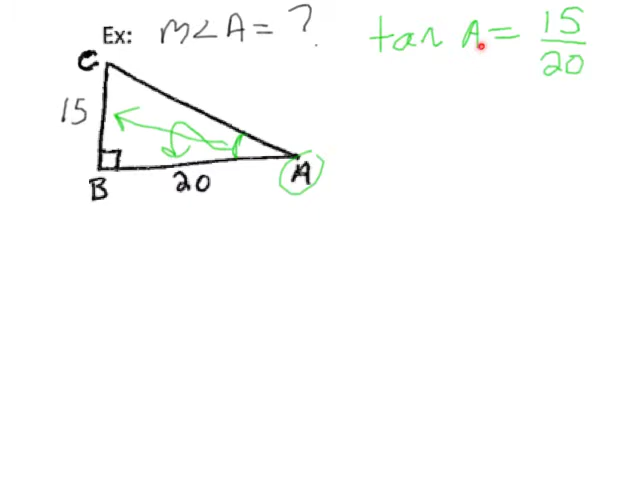 Ex: m∠A = ?
tan A = 15/20
C
15
B
20
A